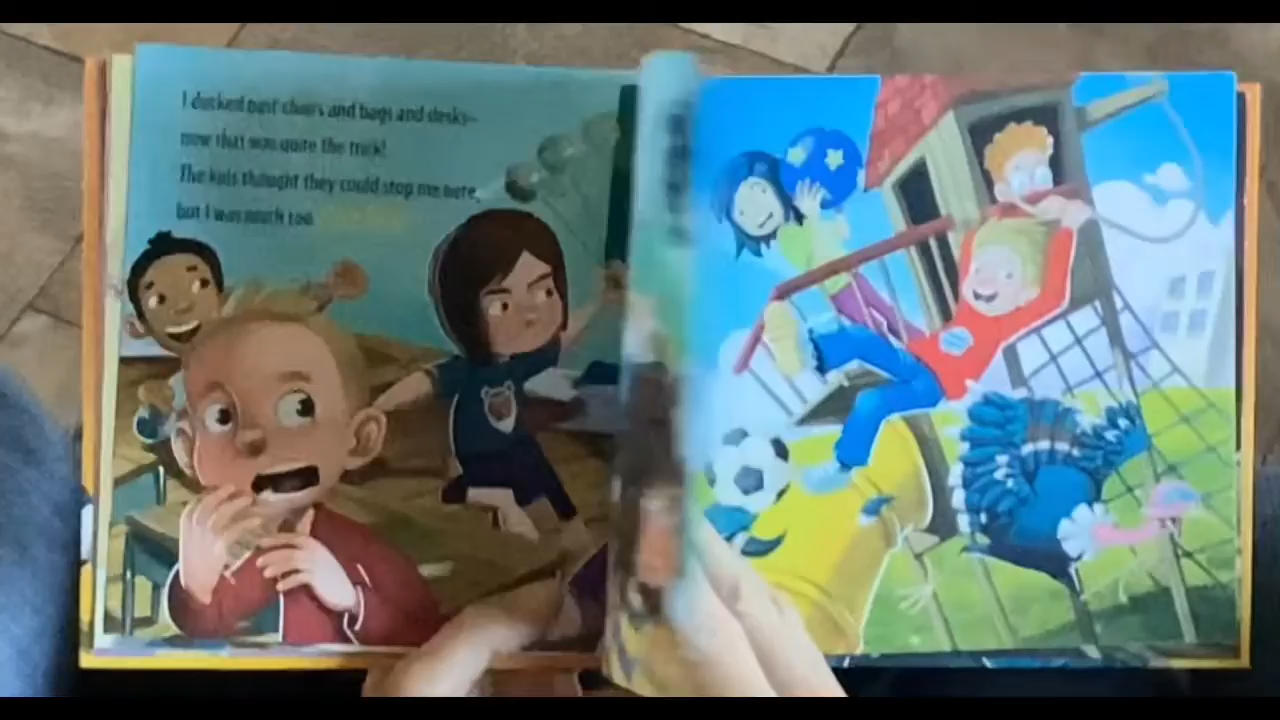 I ducked past chairs and bags and desks–
now that was quite the trick!
The kids thought they could stop me here,
but I was much too